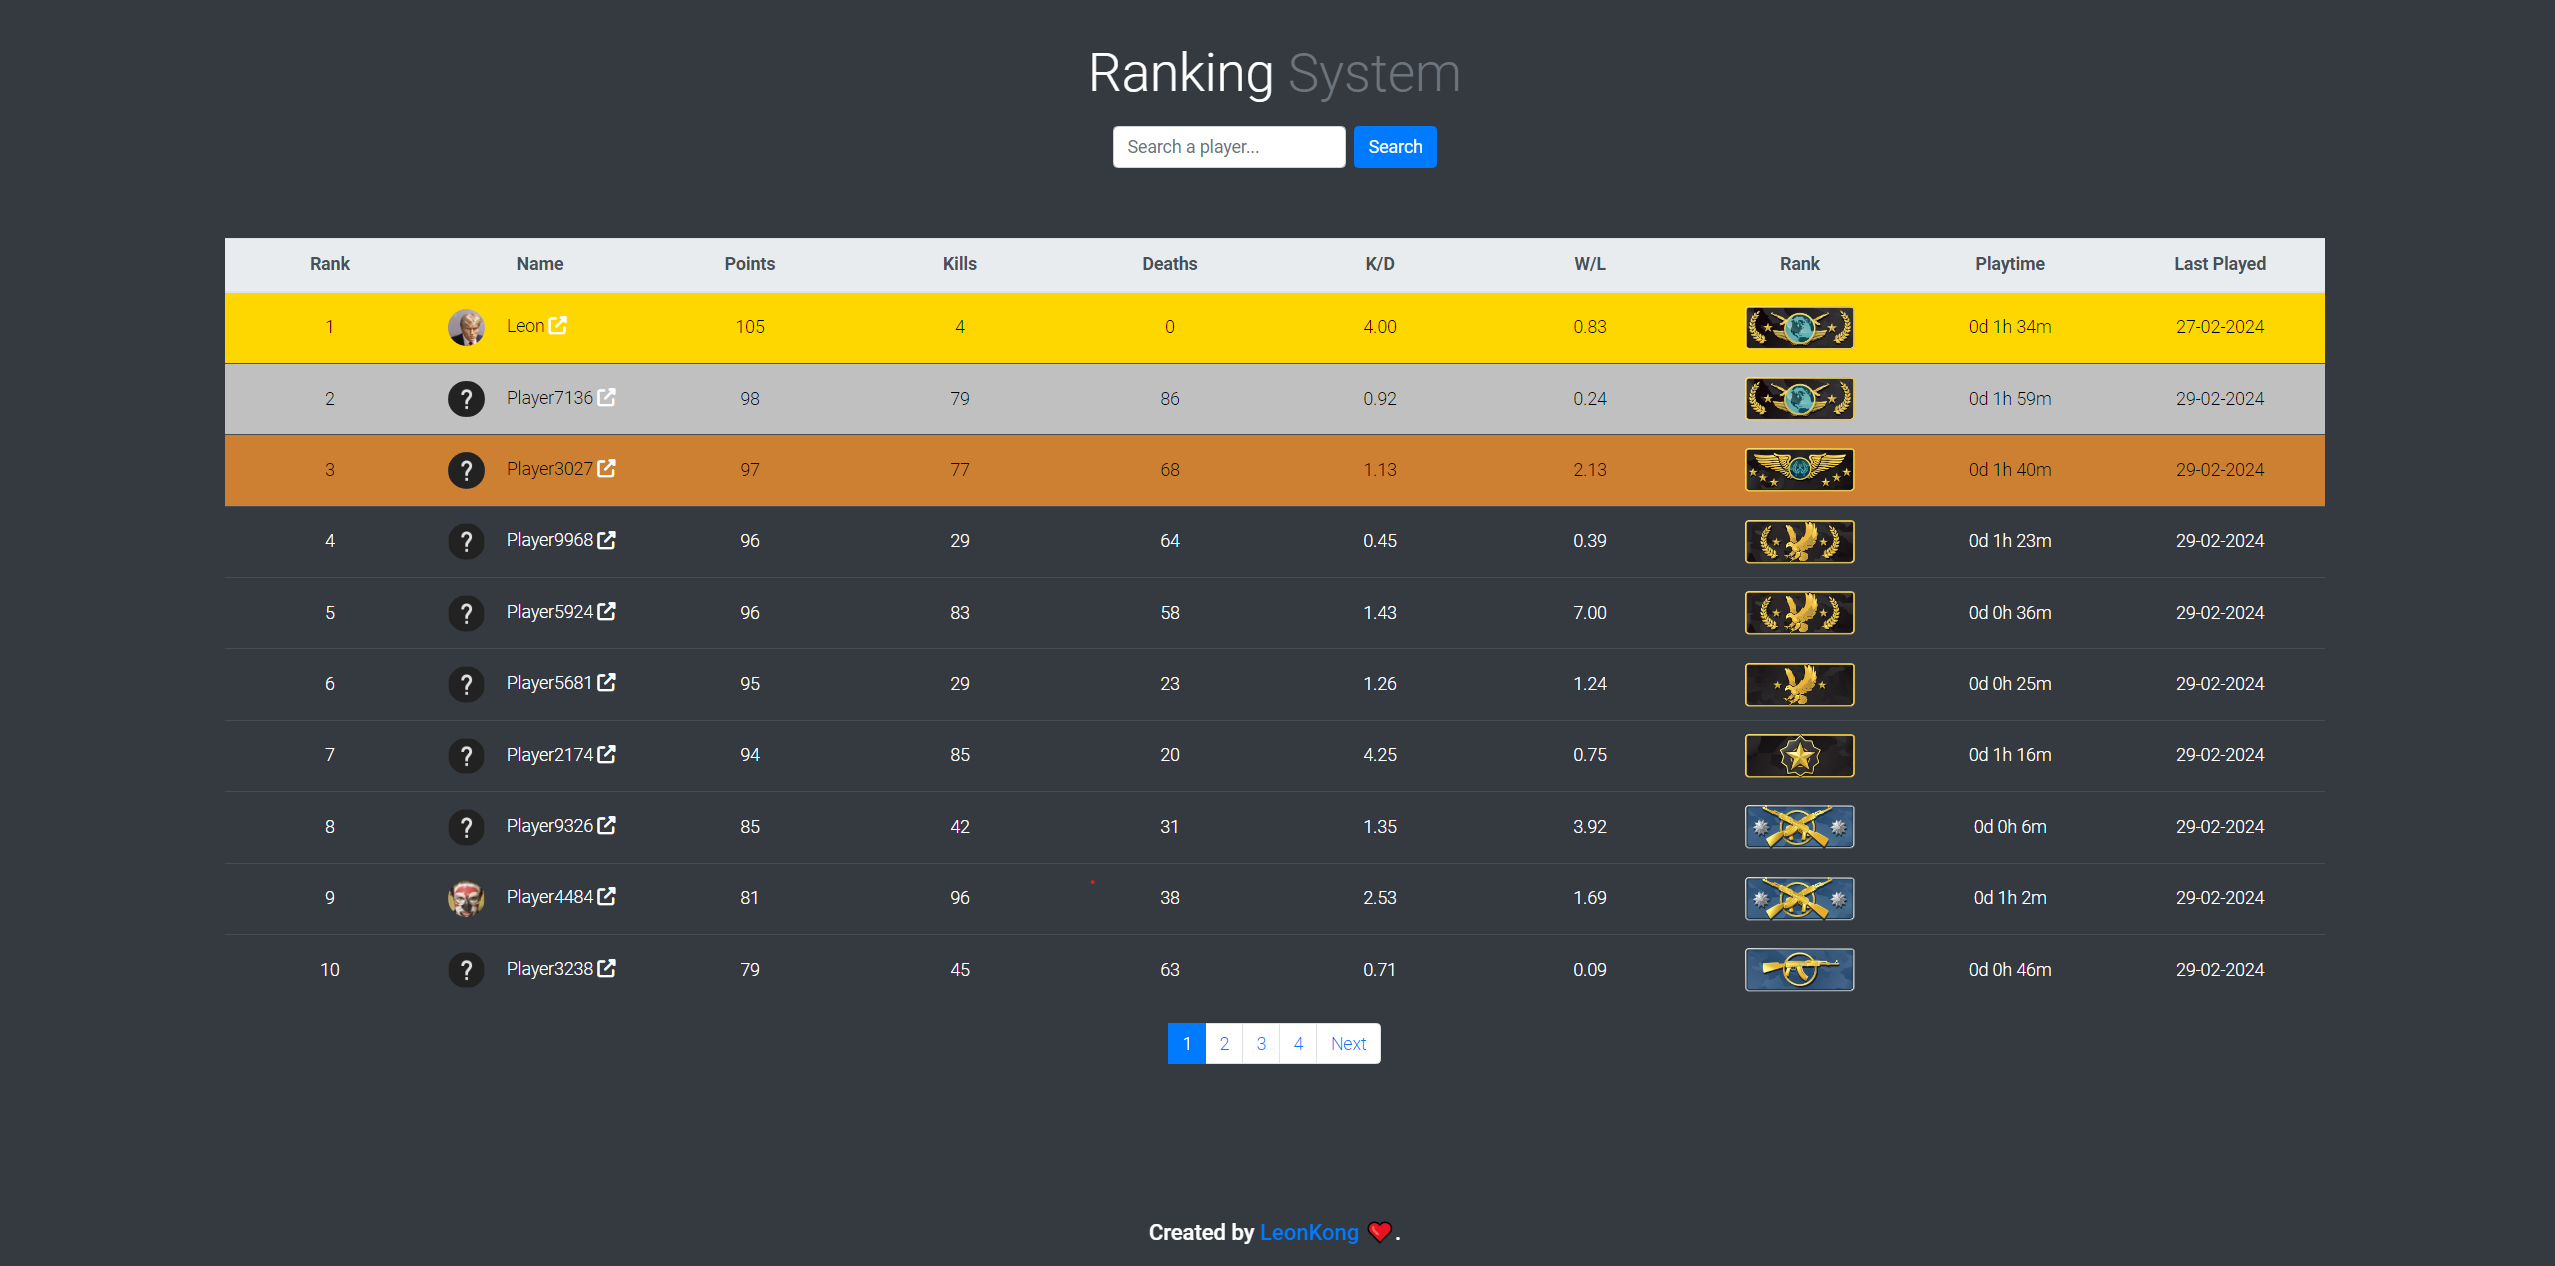 Ranking System
Search a player... Search
Rank Name Points Kills Deaths K/D W/L Rank Playtime Last Played
1 Leon 105 4 0 4.00 0.83 0d 1h 34m 27-02-2024
2 ? Player7136 98 79 86 0.92 0.24 0d 1h 59m 29-02-2024
3 ? Player3027 97 77 68 1.13 2.13 0d 1h 40m 29-02-2024
4 ? Player9968 96 29 64 0.45 0.39 0d 1h 23m 29-02-2024
5 ? Player5924 96 83 58 1.43 7.00 0d 0h 36m 29-02-2024
6 ? Player5681 95 29 23 1.26 1.24 0d 0h 25m 29-02-2024
7 ? Player2174 94 85 20 4.25 0.75 0d 1h 16m 29-02-2024
8 ? Player9326 85 42 31 1.35 3.92 0d 0h 6m 29-02-2024
9 Player4484 81 96 38 2.53 1.69 0d 1h 2m 29-02-2024
10 ? Player3238 79 45 63 0.71 0.09 0d 0h 46m 29-02-2024
1 2 3 4 Next
Created by LeonKong ❤️.